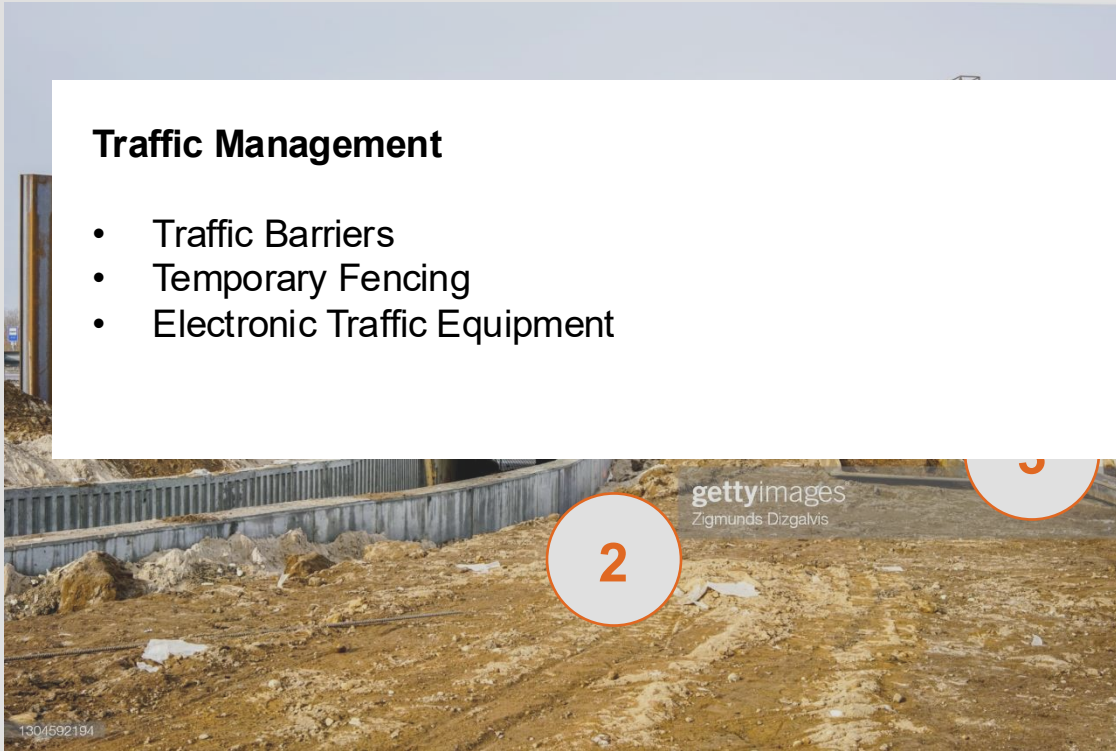 Traffic Management
• Traffic Barriers
• Temporary Fencing
• Electronic Traffic Equipment
gettyimages
Zigmunds Dizgalvis
2
1304592194